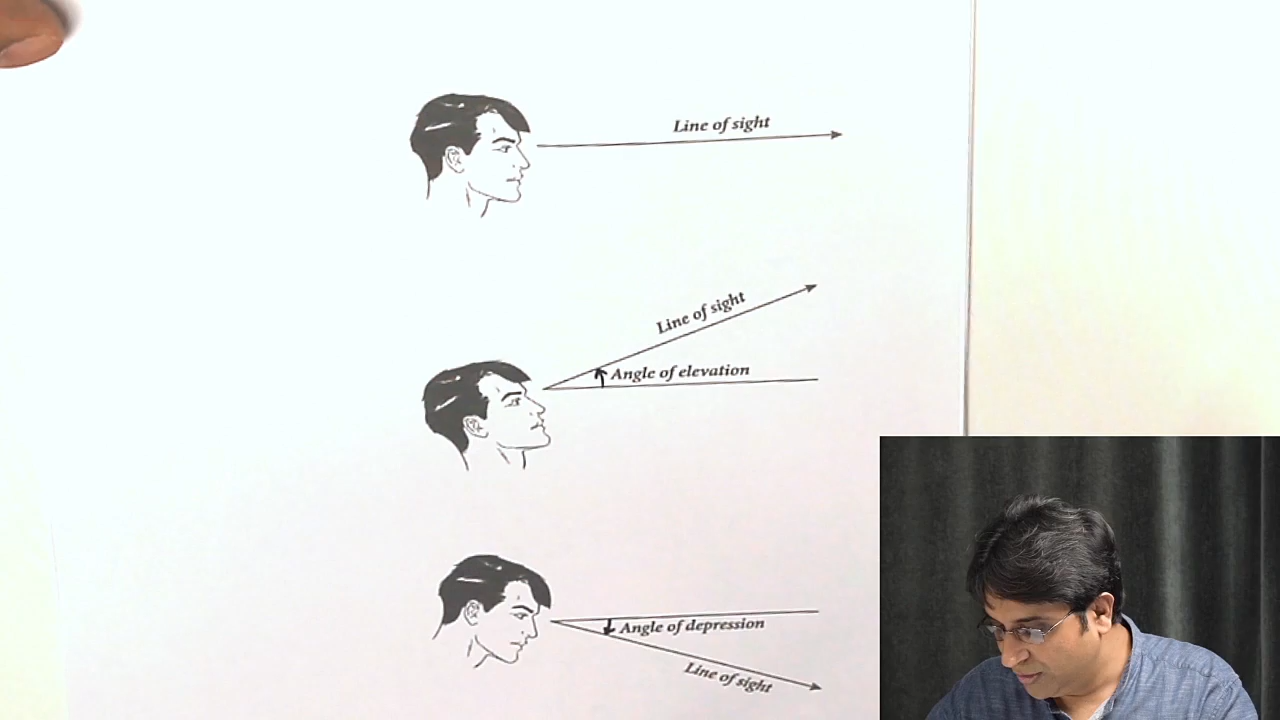 Line of sight
Line of sight
Angle of elevation
Angle of depression
Line of sight